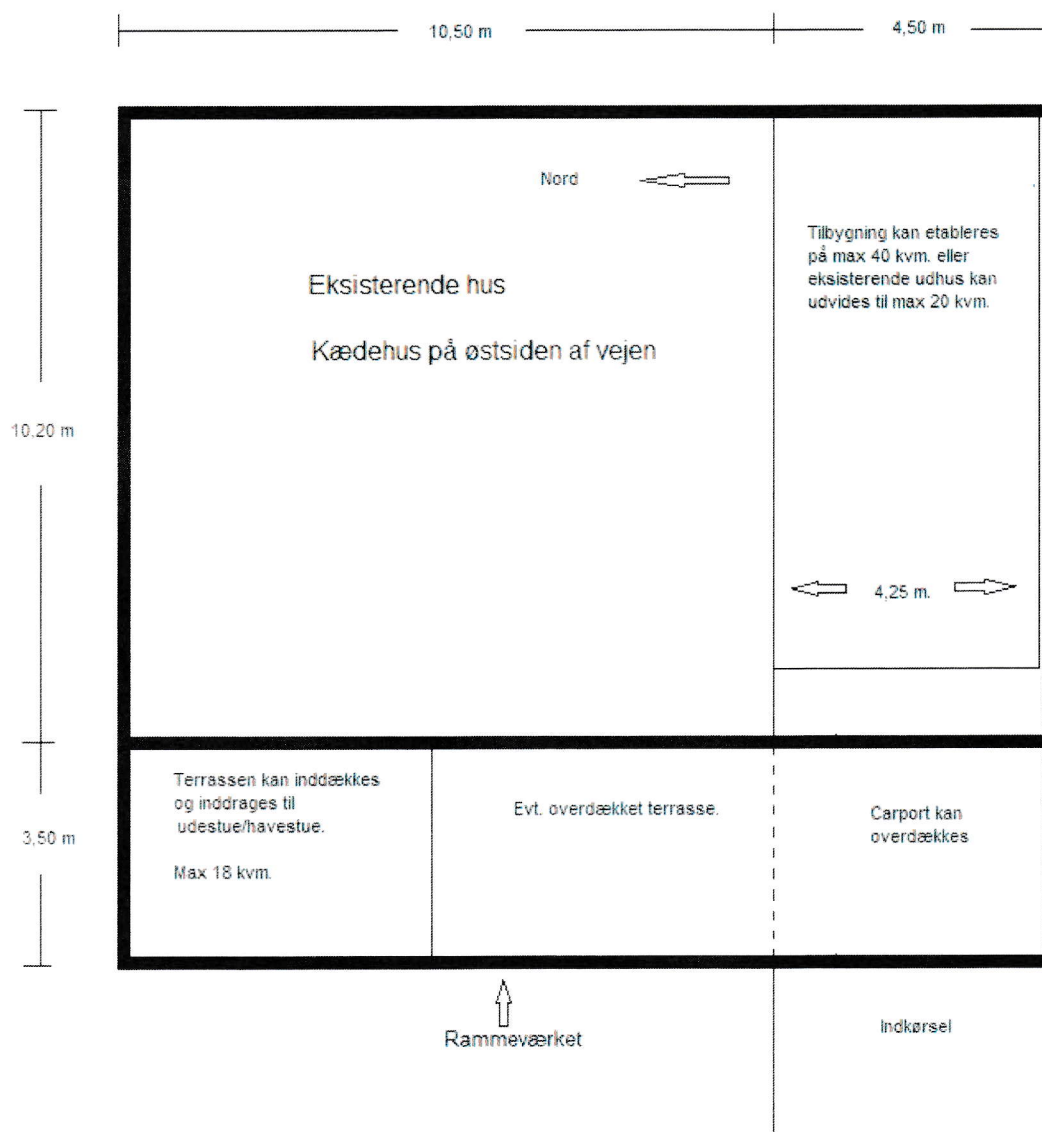 10,50 m
4,50 m
Nord
Tilbygning kan etableres
på max 40 kvm. eller
eksisterende udhus kan
udvides til max 20 kvm.
Eksisterende hus
Kædehus på østsiden af vejen
10,20 m
4,25 m.
Terrassen kan inddækkes
og inddrages til
udestue/havestue.
Max 18 kvm.
Evt. overdækket terrasse.
Carport kan
overdækkes
3,50 m
Rammeværket
Indkørsel